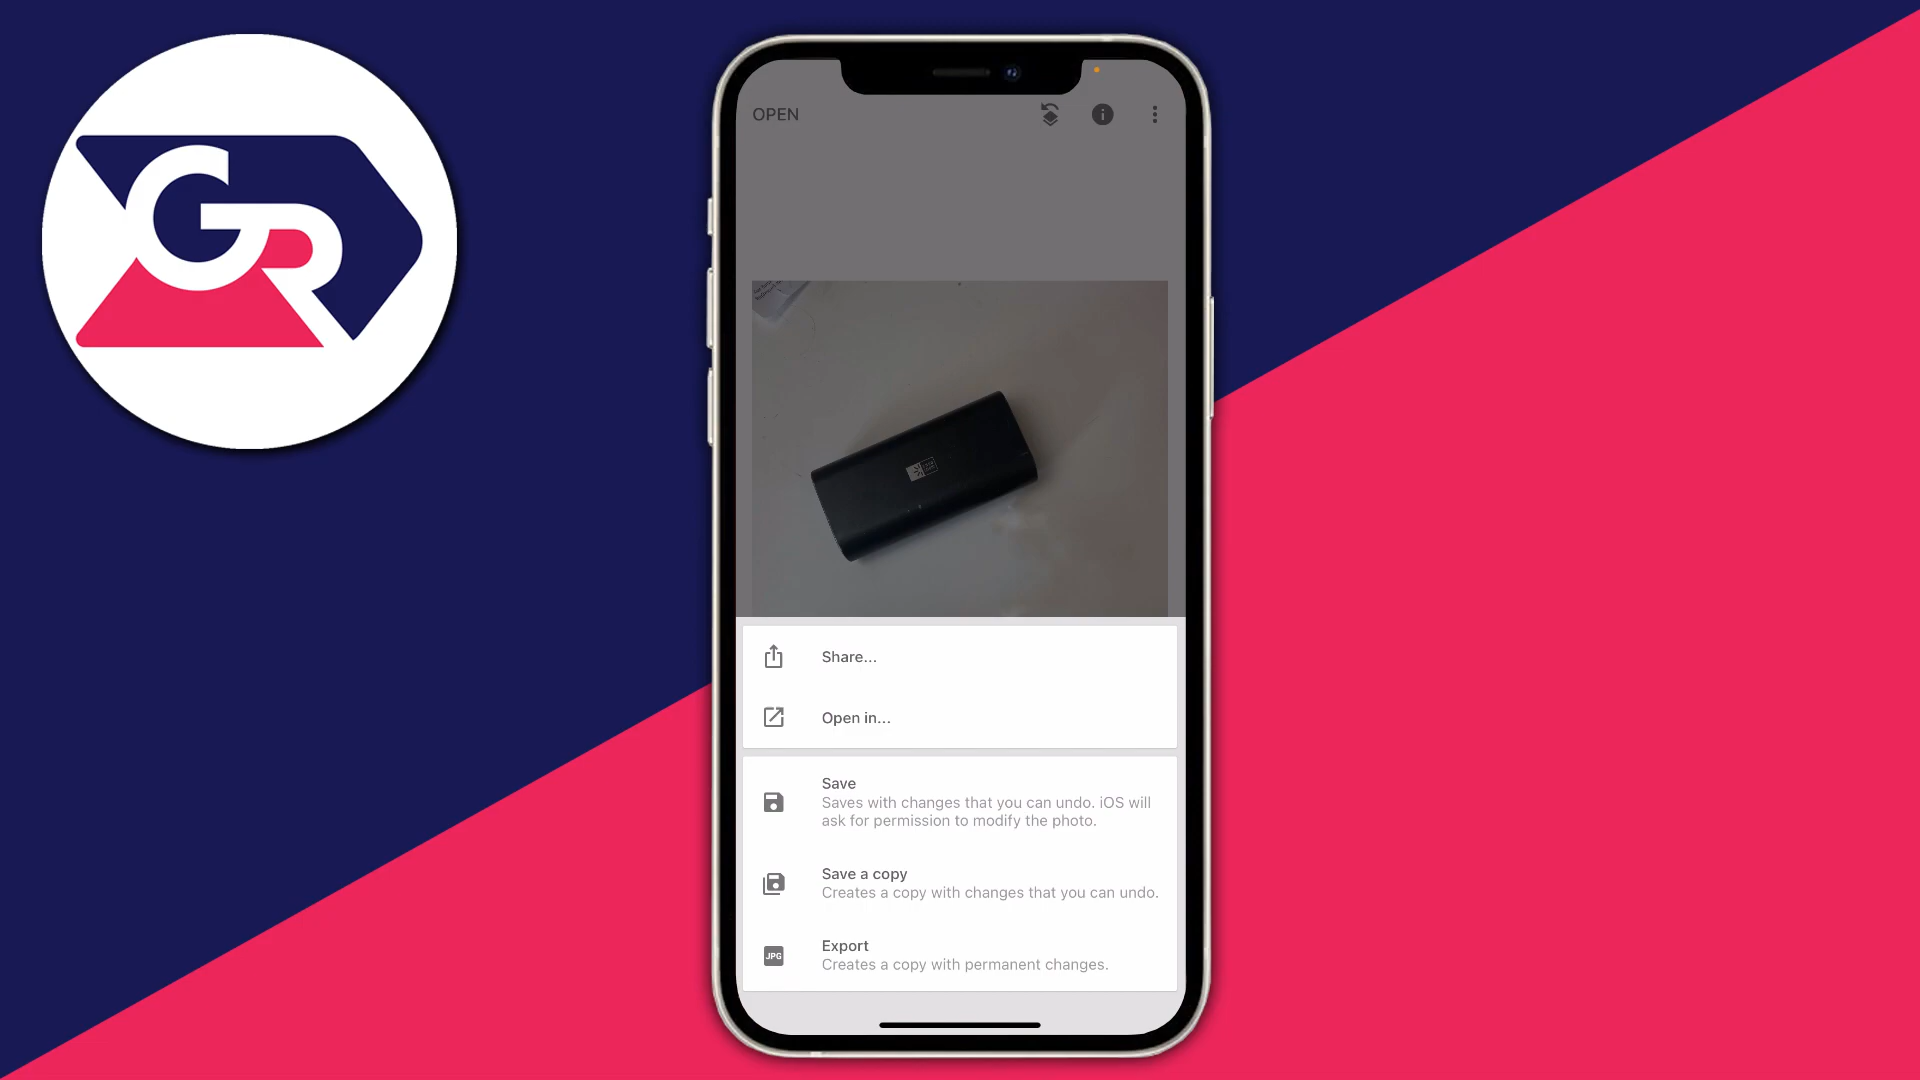 GR
OPEN
Share...
Open in...
Save
Saves with changes that you can undo. iOS will
ask for permission to modify the photo.
Save a copy
Creates a copy with changes that you can undo.
JPG
Export
Creates a copy with permanent changes.